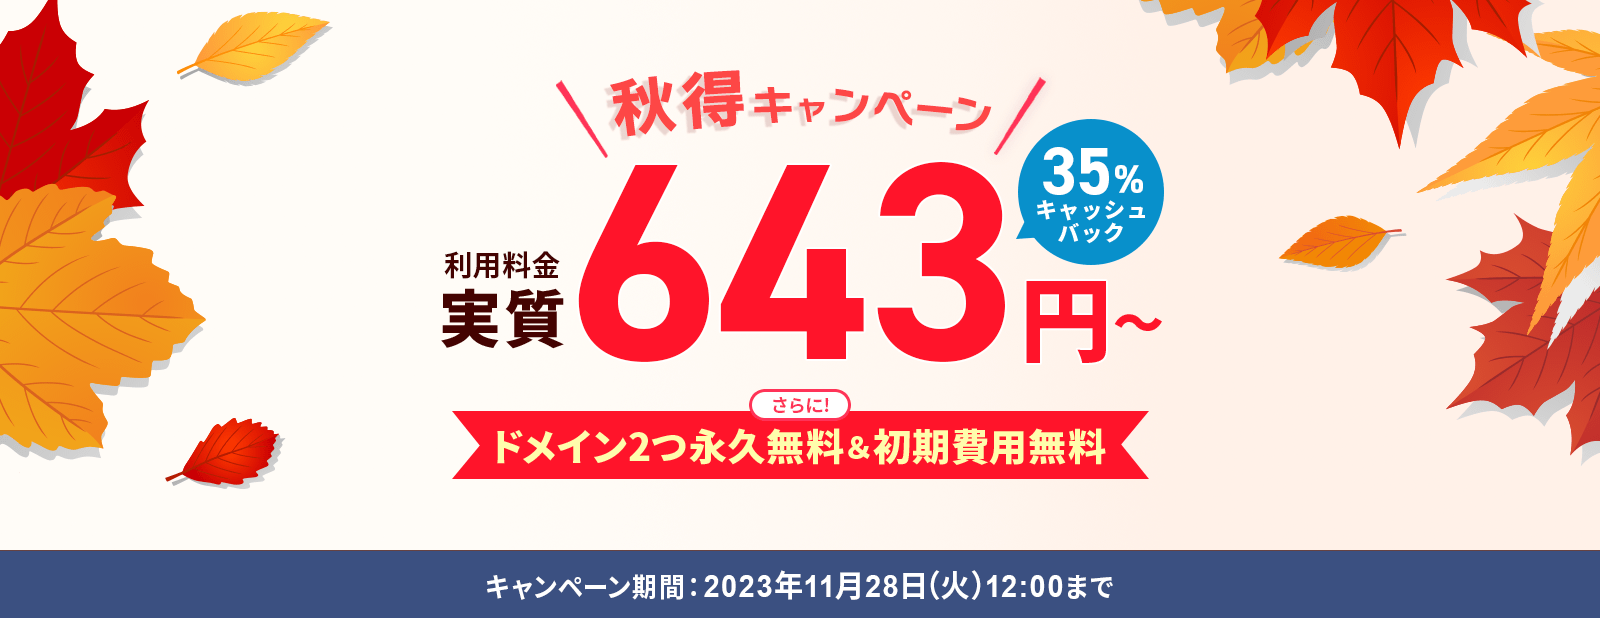 秋得キャンペーン
利用料金
実質
643円～
35%
キャッシュ
バック
さらに!
ドメイン2つ永久無料&初期費用無料
キャンペーン期間：2023年11月28日(火)12:00まで